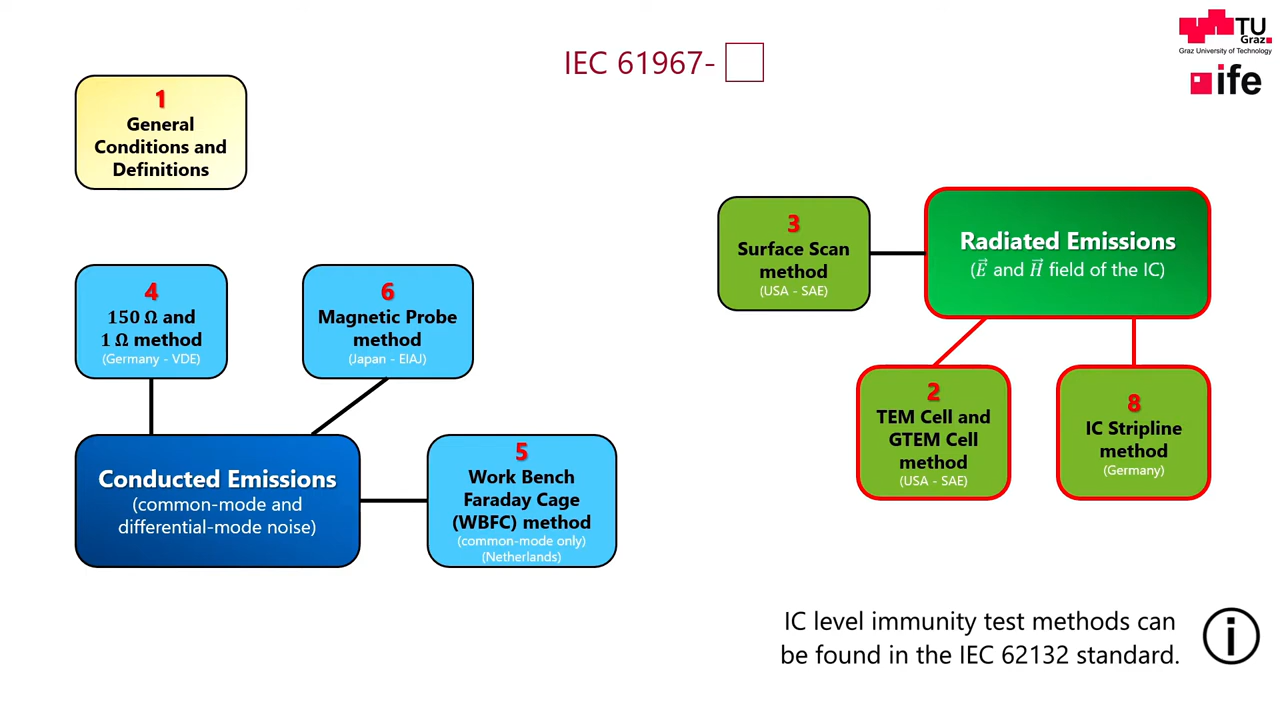 IEC 61967-
TU
Graz
Graz University of Technology
ife
1
General
Conditions and
Definitions
3
Surface Scan
method
(USA - SAE)
Radiated Emissions
(E⃗ and H⃗ field of the IC)
4
150 Ω and
1 Ω method
(Germany - VDE)
6
Magnetic Probe
method
(Japan - EIAJ)
2
TEM Cell and
GTEM Cell
method
(USA - SAE)
8
IC Stripline
method
(Germany)
Conducted Emissions
(common-mode and
differential-mode noise)
5
Work Bench
Faraday Cage
(WBFC) method
(common-mode only)
(Netherlands)
IC level immunity test methods can
be found in the IEC 62132 standard.
i